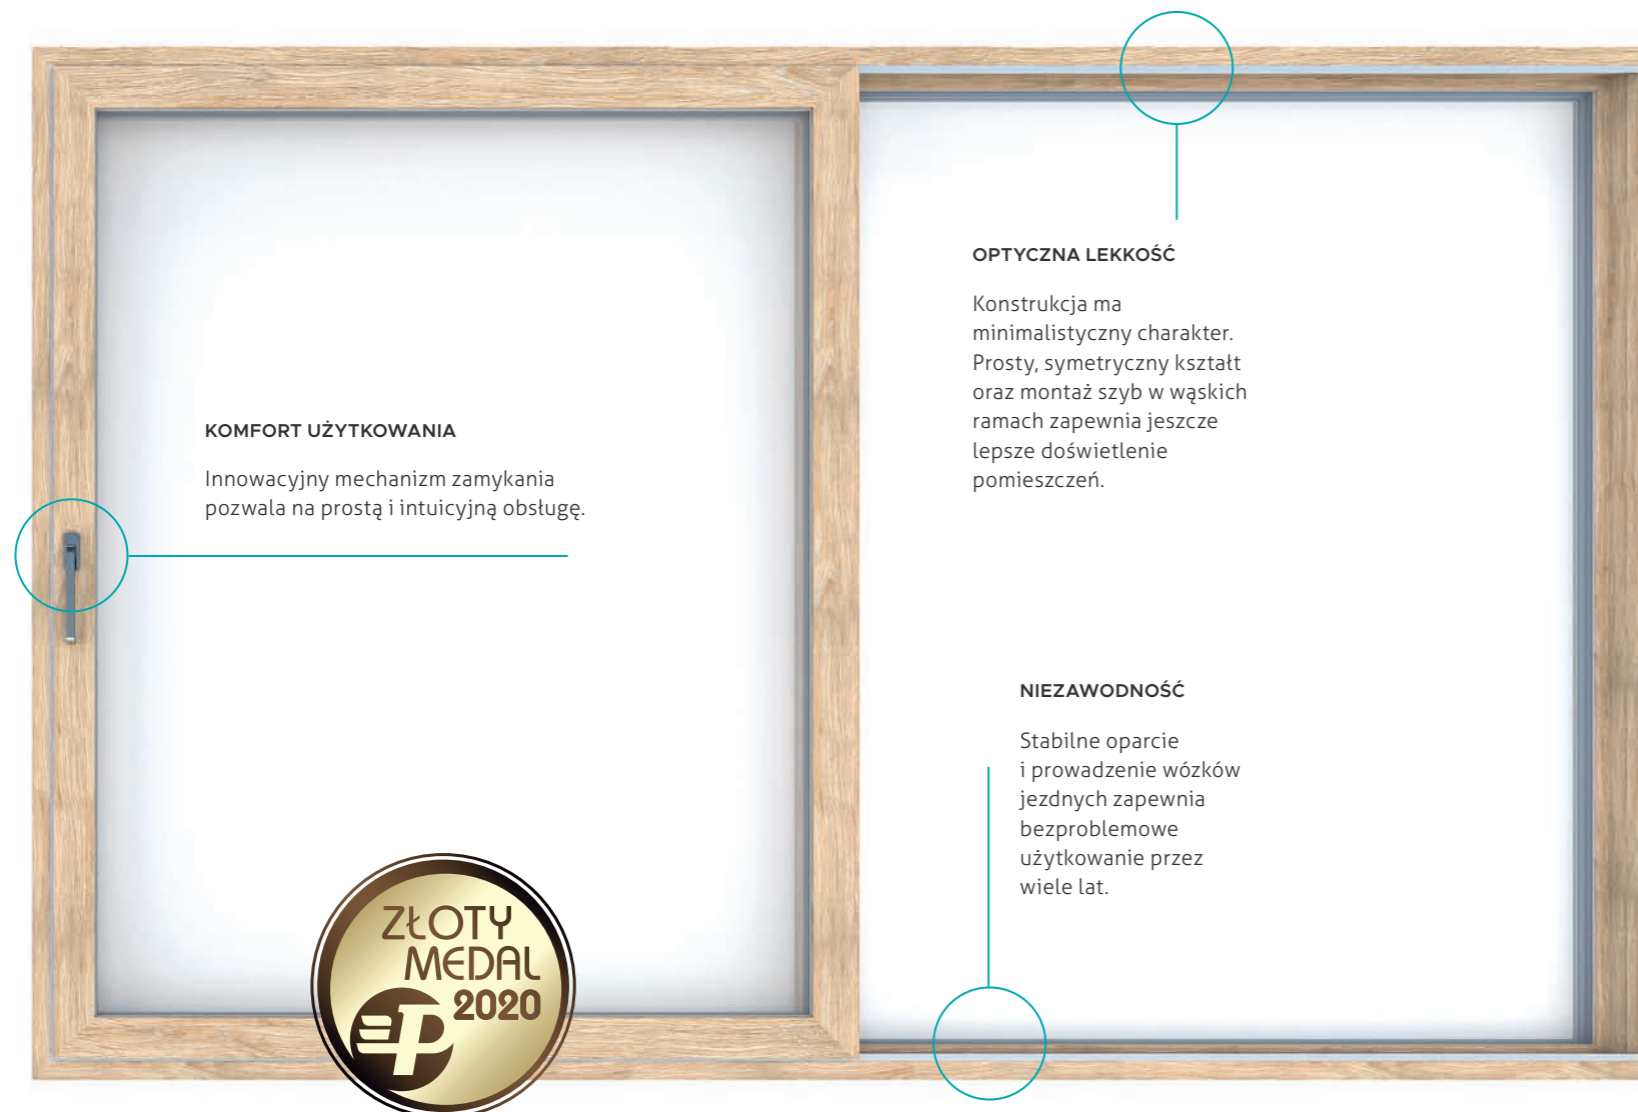 OPTYCZNA LEKKOŚĆ
Konstrukcja ma
minimalistyczny charakter.
Prosty, symetryczny kształt
oraz montaż szyb w wąskich
ramach zapewnia jeszcze
lepsze doświetlenie
pomieszczeń.
KOMFORT UŻYTKOWANIA
Innowacyjny mechanizm zamykania
pozwala na prostą i intuicyjną obsługę.
NIEZAWODNOŚĆ
Stabilne oparcie
i prowadzenie wózków
jezdnych zapewnia
bezproblemowe
użytkowanie przez
wiele lat.
ZŁOTY
MEDAL
2020